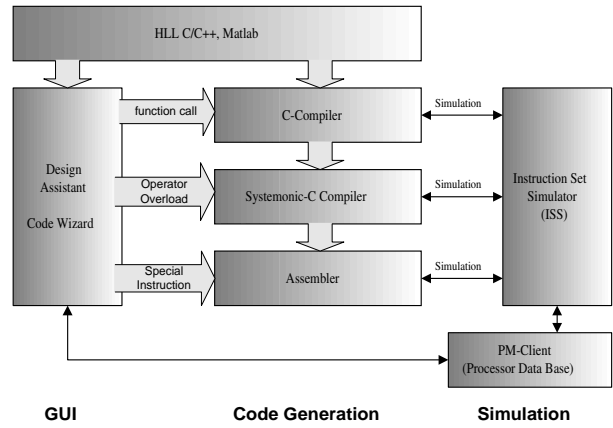 HLL C/C++, Matlab
function call
C-Compiler
Simulation
Design
Assistant
Code Wizard
Operator
Overload
Systemonic-C Compiler
Simulation
Instruction Set
Simulator
(ISS)
Special
Instruction
Assembler
Simulation
PM-Client
(Processor Data Base)
GUI
Code Generation
Simulation